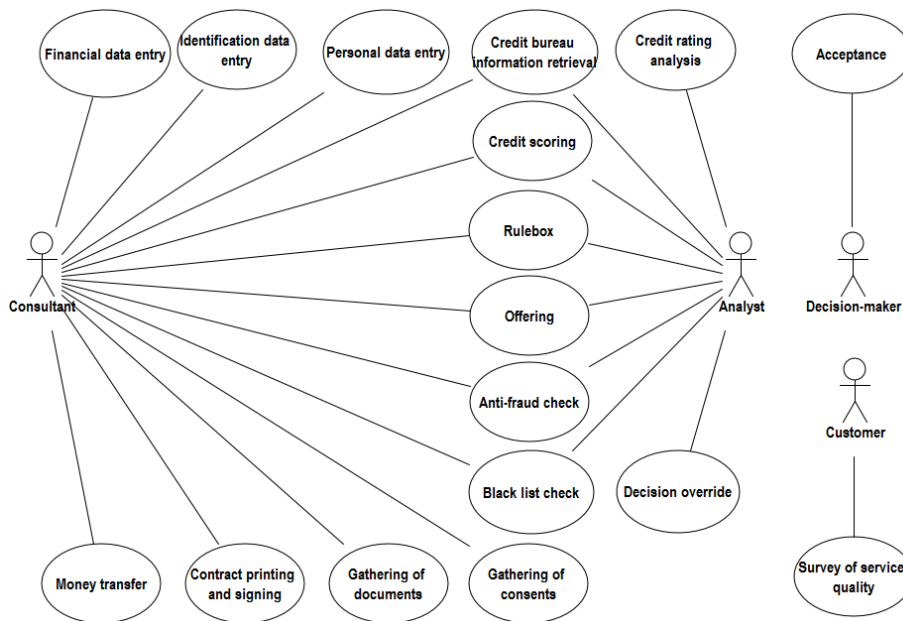 Financial data entry
Identification data
entry
Personal data entry
Credit bureau
information retrieval
Credit rating
analysis
Acceptance
Credit scoring
Rulebox
Consultant
Offering
Analyst
Decision-maker
Anti-fraud check
Customer
Black list check
Decision override
Money transfer
Contract printing
and signing
Gathering of
documents
Gathering of
consents
Survey of service
quality